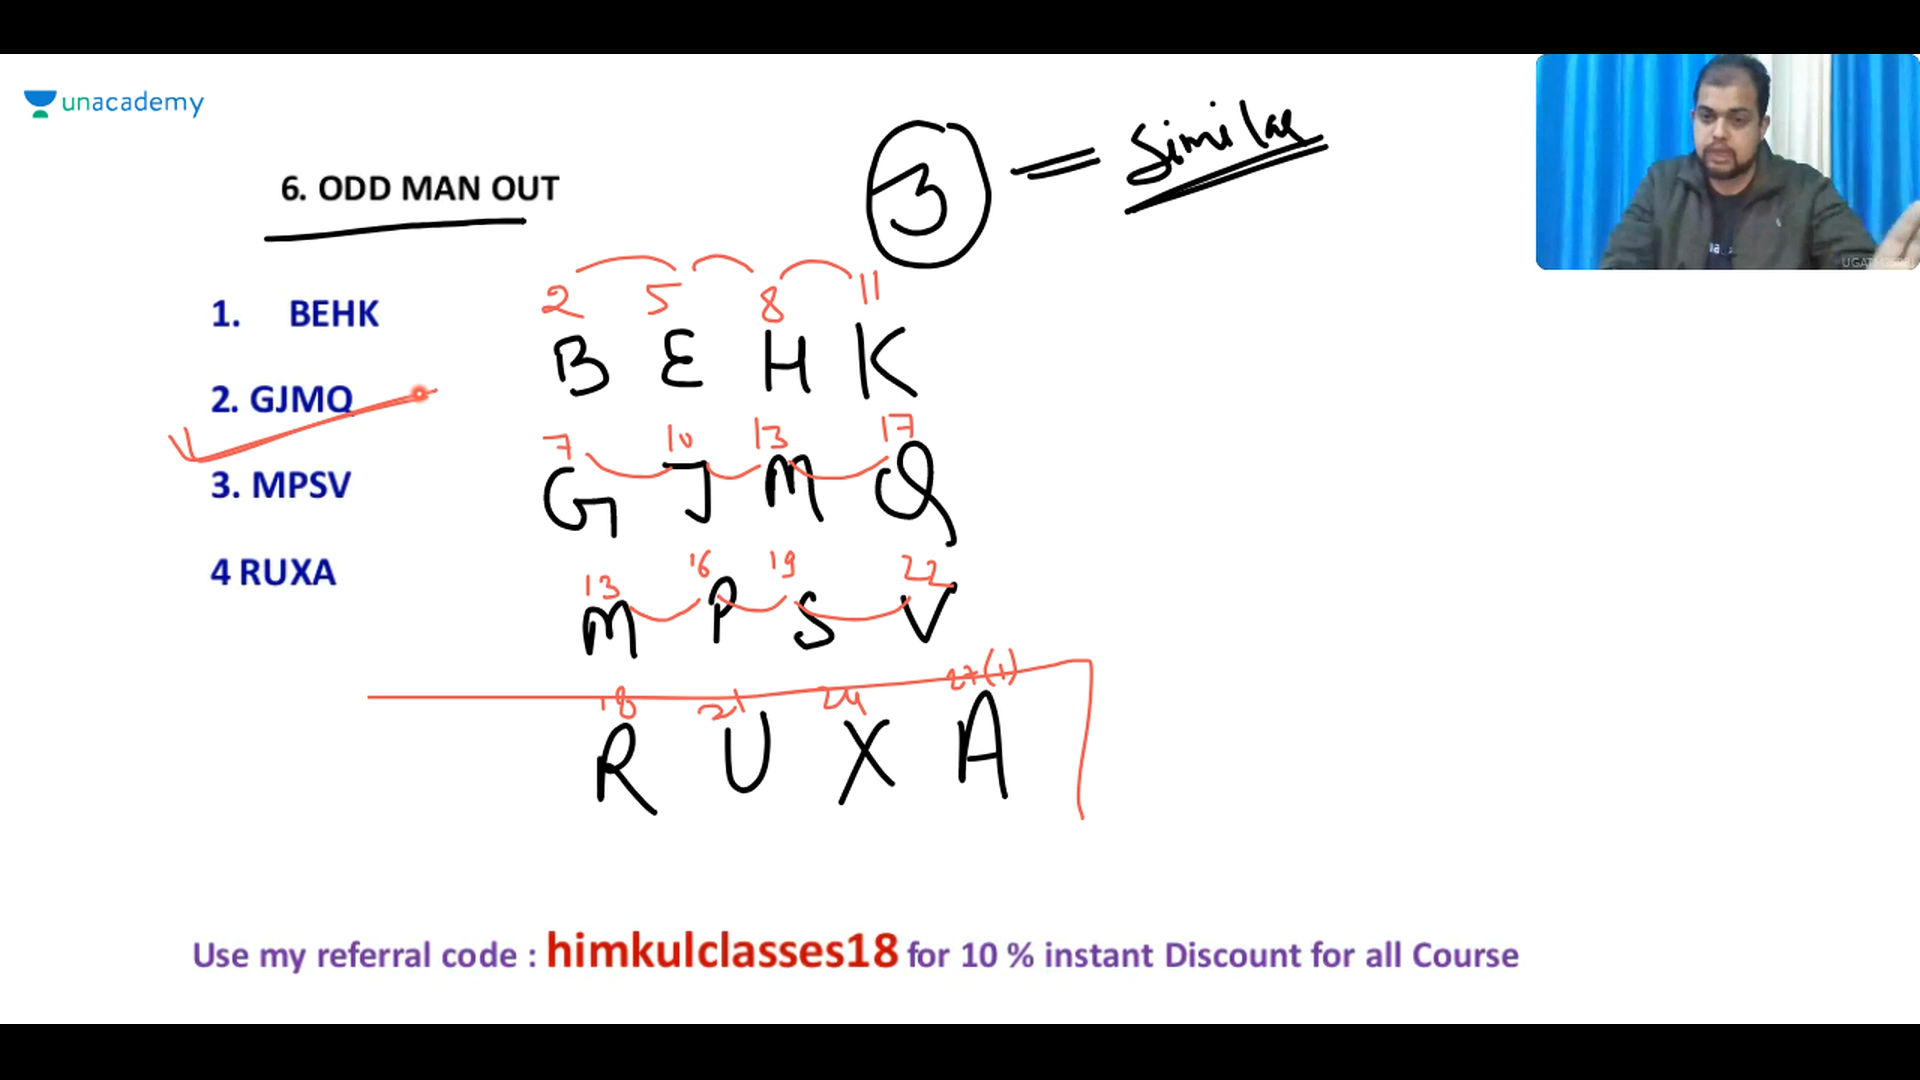 unacademy
6. ODD MAN OUT
3 = Similar
1. BEHK
2. GJMQ
3. MPSV
4 RUXA
2 5 8 11
B E H K
7 10 13 17
G J M Q
13 16 19 22
M P S V
18 21 24 27(1)
R U X A
Use my referral code : himkulclasses18 for 10 % instant Discount for all Course